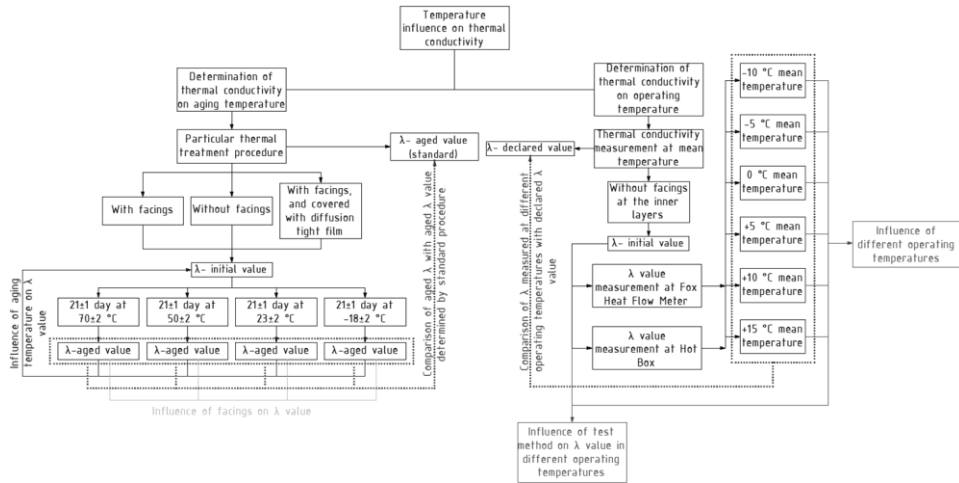 Temperature
influence on thermal
conductivity
Determination of
thermal conductivity
on aging temperature
Particular thermal
treatment procedure
λ- aged value
(standard)
With facings
Without facings
With facings,
and covered
with diffusion
tight film
λ- initial value
21±1 day at
70±2 °C
21±1 day at
50±2 °C
21±1 day at
23±2 °C
21±1 day at
-18±2 °C
λ-aged value
λ-aged value
λ-aged value
λ-aged value
Influence of aging
temperature on λ
value
Influence of facings on λ value
Comparison of aged λ with aged λ value
determined by standard procedure
Determination of
thermal conductivity
on operating
temperature
λ- declared value
Thermal conductivity
measurement at mean
temperature
Without facings
at the inner
layers
λ- initial value
λ value
measurement at Fox
Heat Flow Meter
λ value
measurement at Hot
Box
Comparison of λ measured at different
operating temperatures with declared λ
value
-10 °C mean
temperature
-5 °C mean
temperature
0 °C mean
temperature
+5 °C mean
temperature
+10 °C mean
temperature
+15 °C mean
temperature
Influence of
different operating
temperatures
Influence of test
method on λ value in
different operating
temperatures